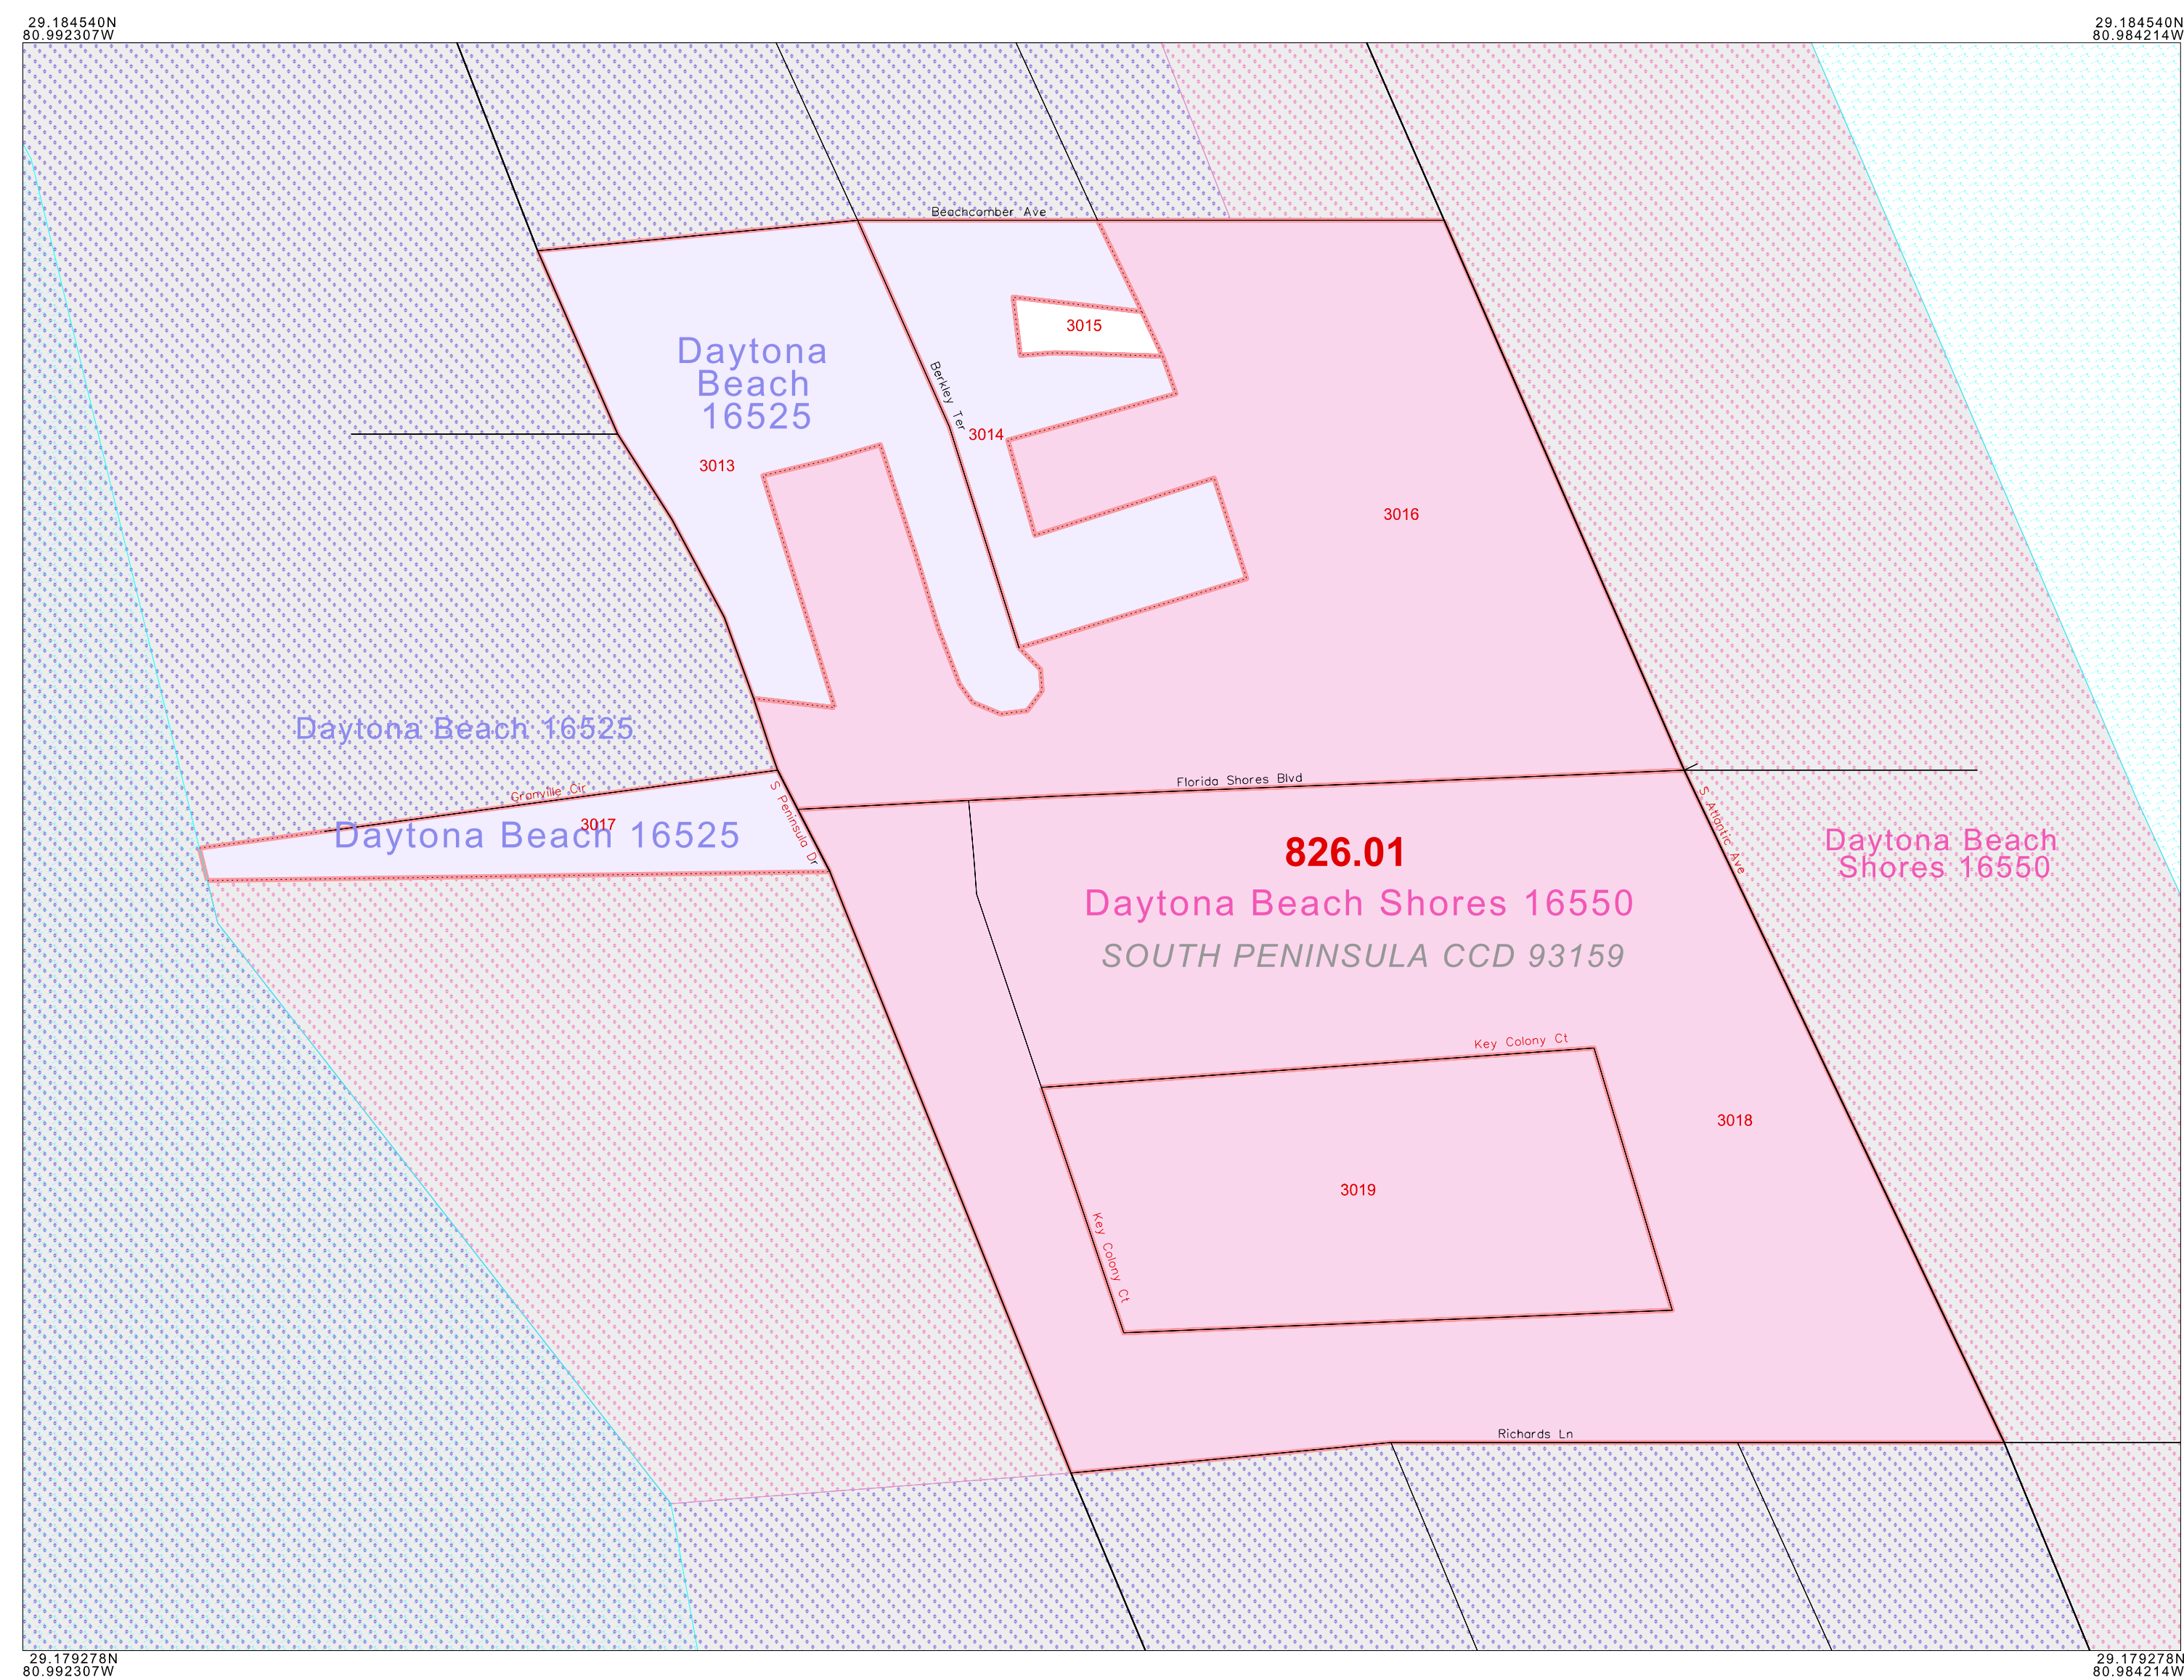 29.184540N
80.992307W
29.184540N
80.984214W
Beachcomber Ave
3015
Daytona
Beach
16525
Berkley Ter
3014
3013
3016
Daytona Beach 16525
Florida Shores Blvd
Granville Cir
S Peninsula Dr
3017
Daytona Beach 16525
S Atlantic Ave
826.01
Daytona Beach
Shores 16550
Daytona Beach Shores 16550
SOUTH PENINSULA CCD 93159
Key Colony Ct
3018
3019
Key Colony Ct
Richards Ln
29.179278N
80.992307W
29.179278N
80.984214W